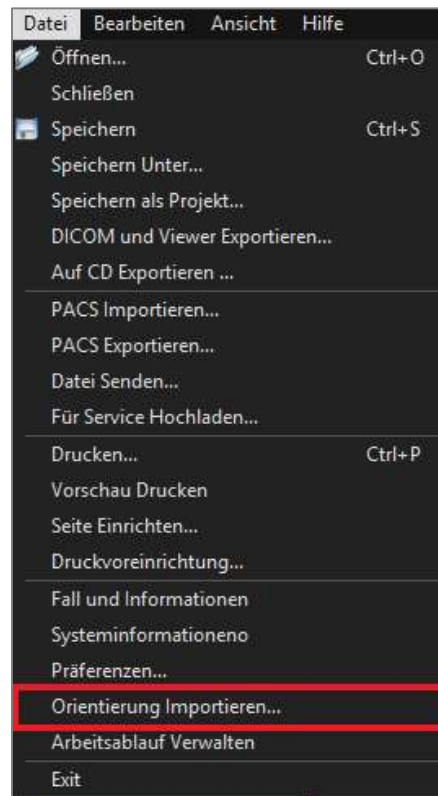 Datei Bearbeiten Ansicht Hilfe
Öffnen... Ctrl+O
Schließen
Speichern Ctrl+S
Speichern Unter...
Speichern als Projekt...
DICOM und Viewer Exportieren...
Auf CD Exportieren ...
PACS Importieren...
PACS Exportieren...
Datei Senden...
Für Service Hochladen...
Drucken... Ctrl+P
Vorschau Drucken
Seite Einrichten...
Druckvoreinrichtung...
Fall und Informationen
Systeminformationeno
Präferenzen...
Orientierung Importieren...
Arbeitsablauf Verwalten
Exit